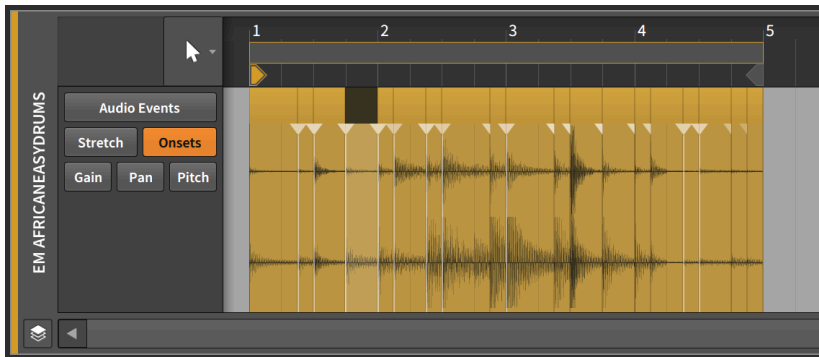 1 2 3 4 5
EM AFRICANEASYDRUMS
Audio Events
Stretch Onsets
Gain Pan Pitch